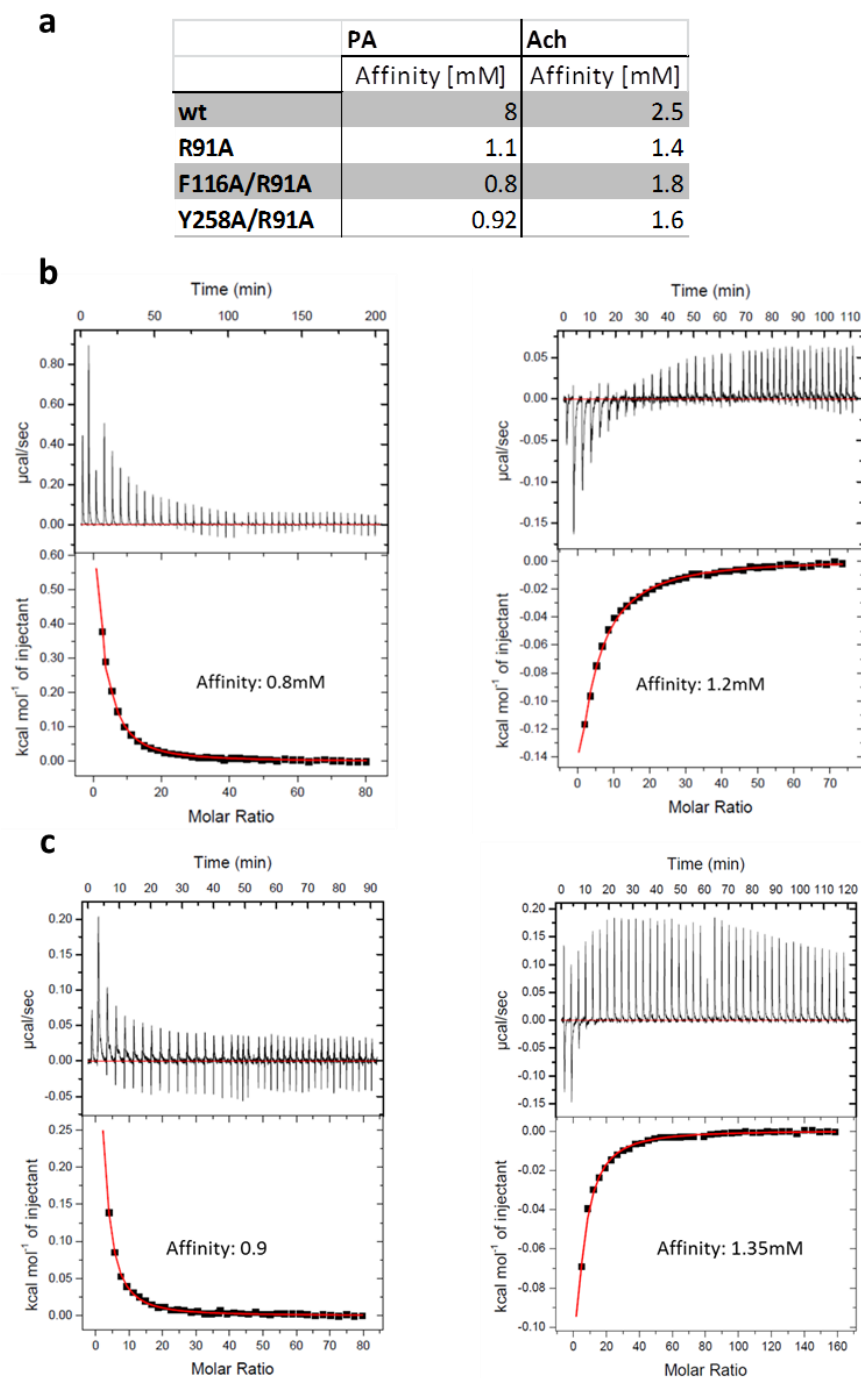 a
PA Ach
Affinity [mM] Affinity [mM]
wt 8 2.5
R91A 1.1 1.4
F116A/R91A 0.8 1.8
Y258A/R91A 0.92 1.6
b
Time (min)
0 50 100 150 200
0.80
0.60
0.40
0.20
0.00
µcal/sec
0.60
0.50
0.40
0.30
0.20
0.10
0.00
kcal mol⁻¹ of injectant
Affinity: 0.8mM
0 20 40 60 80
Molar Ratio
Time (min)
0 10 20 30 40 50 60 70 80 90 100 110
0.05
0.00
-0.05
-0.10
-0.15
µcal/sec
0.00
-0.02
-0.04
-0.06
-0.08
-0.10
-0.12
-0.14
kcal mol⁻¹ of injectant
Affinity: 1.2mM
0 10 20 30 40 50 60 70
Molar Ratio
c
Time (min)
0 10 20 30 40 50 60 70 80 90
0.20
0.15
0.10
0.05
0.00
-0.05
µcal/sec
0.25
0.20
0.15
0.10
0.05
0.00
kcal mol⁻¹ of injectant
Affinity: 0.9
0 10 20 30 40 50 60 70 80
Molar Ratio
Time (min)
0 10 20 30 40 50 60 70 80 90 100 110 120
0.20
0.15
0.10
0.05
0.00
-0.05
-0.10
-0.15
µcal/sec
0.00
-0.02
-0.04
-0.06
-0.08
-0.10
kcal mol⁻¹ of injectant
Affinity: 1.35mM
0 20 40 60 80 100 120 140 160
Molar Ratio